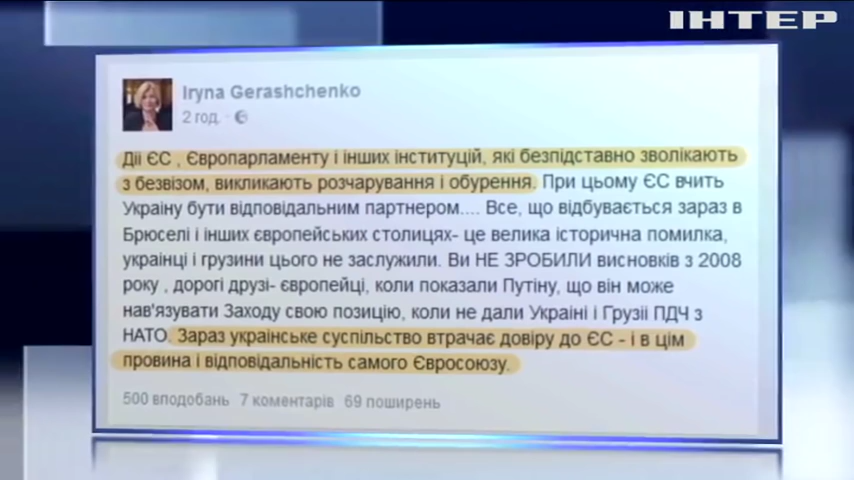 ІНТЕР
Iryna Gerashchenko
2 год. ·
Дії ЄС , Європарламенту і інших інституцій, які безпідставно зволікають
з безвізом, викликають розчарування і обурення. При цьому ЄС вчить
Україну бути відповідальним партнером.... Все, що відбувається зараз в
Брюселі і інших європейських столицях- це велика історична помилка,
українці і грузини цього не заслужили. Ви НЕ ЗРОБИЛИ висновків з 2008
року , дорогі друзі- європейці, коли показали Путіну, що він може
нав'язувати Заходу свою позицію, коли не дали Україні і Грузії ПДЧ з
НАТО. Зараз українське суспільство втрачає довіру до ЄС - і в цім
провина і відповідальність самого Євросоюзу.
500 вподобань 7 коментарів 69 поширень